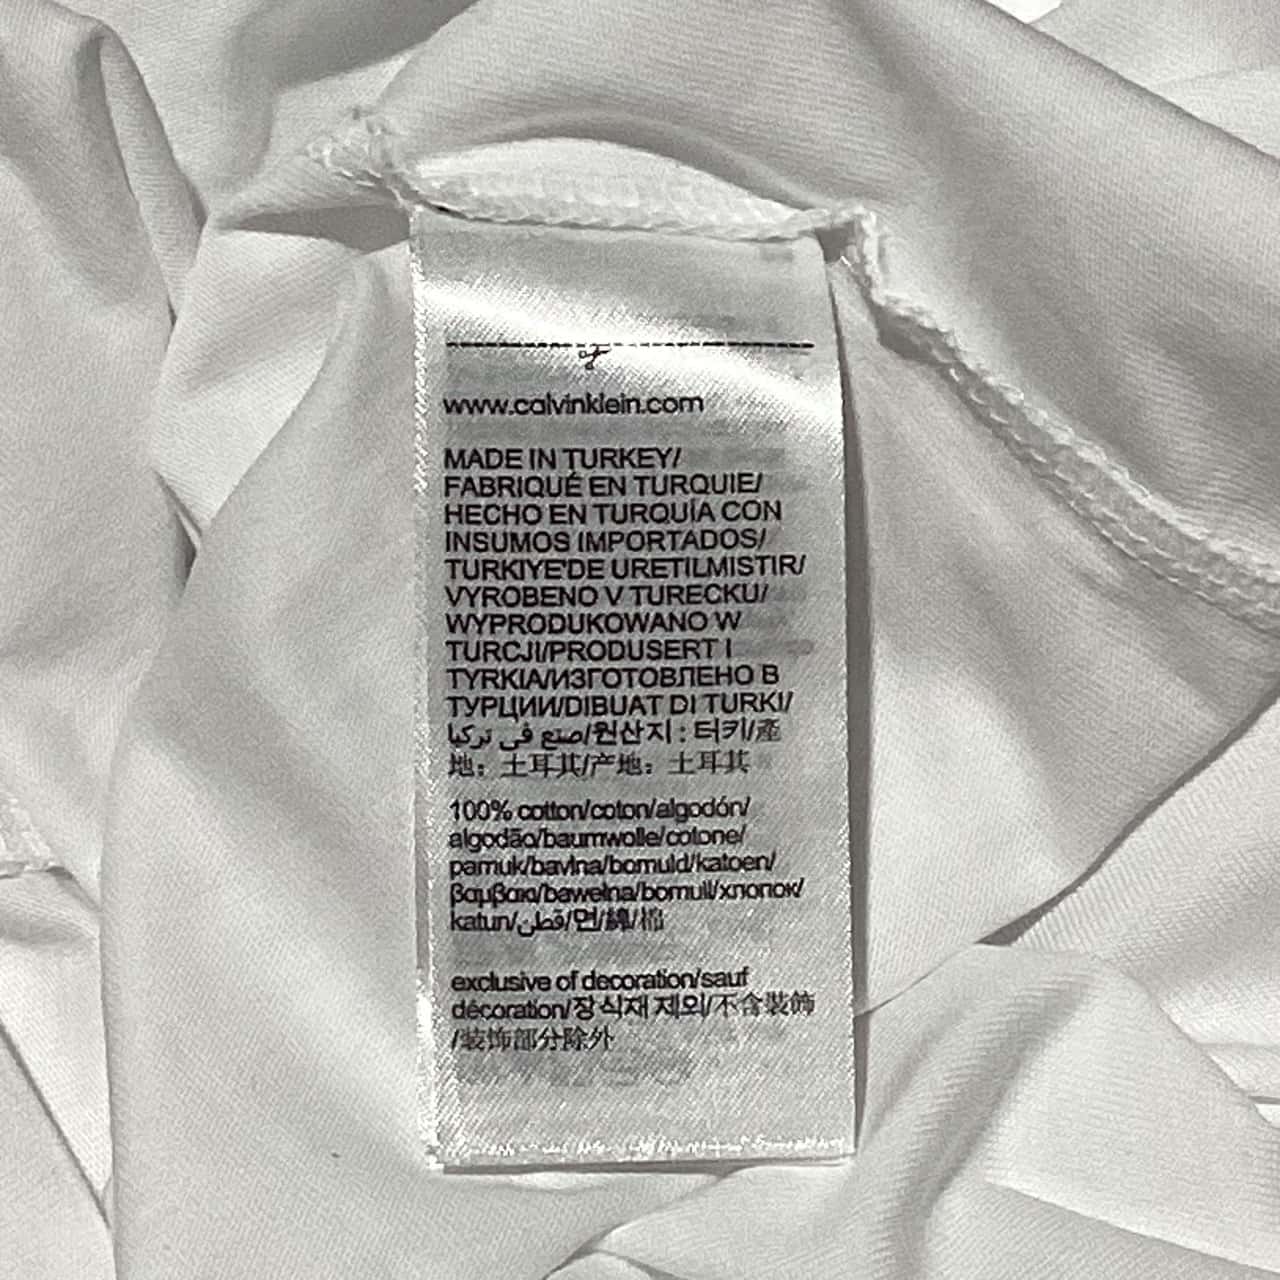 www.calvinklein.com
MADE IN TURKEY/
FABRIQUÉ EN TURQUIE/
HECHO EN TURQUÍA CON
INSUMOS IMPORTADOS/
TURKIYE'DE URETILMISTIR/
VYROBENO V TURECKU/
WYPRODUKOWANO W
TURCJI/PRODUSERT I
TYRKIA/ИЗГОТОВЛЕНО В
ТУРЦИИ/DIBUAT DI TURKI/
صنع في تركيا/원산지 : 터키/產
地：土耳其/产地：土耳其
100% cotton/coton/algodón/
algodão/baumwolle/cotone/
pamuk/bavlna/bomuld/katoen/
βαμβακι/bawełna/bomull/хлопок/
katun/قطن/면/綿/棉
exclusive of decoration/sauf
décoration/장식재 제외/不含裝飾
/装饰部分除外